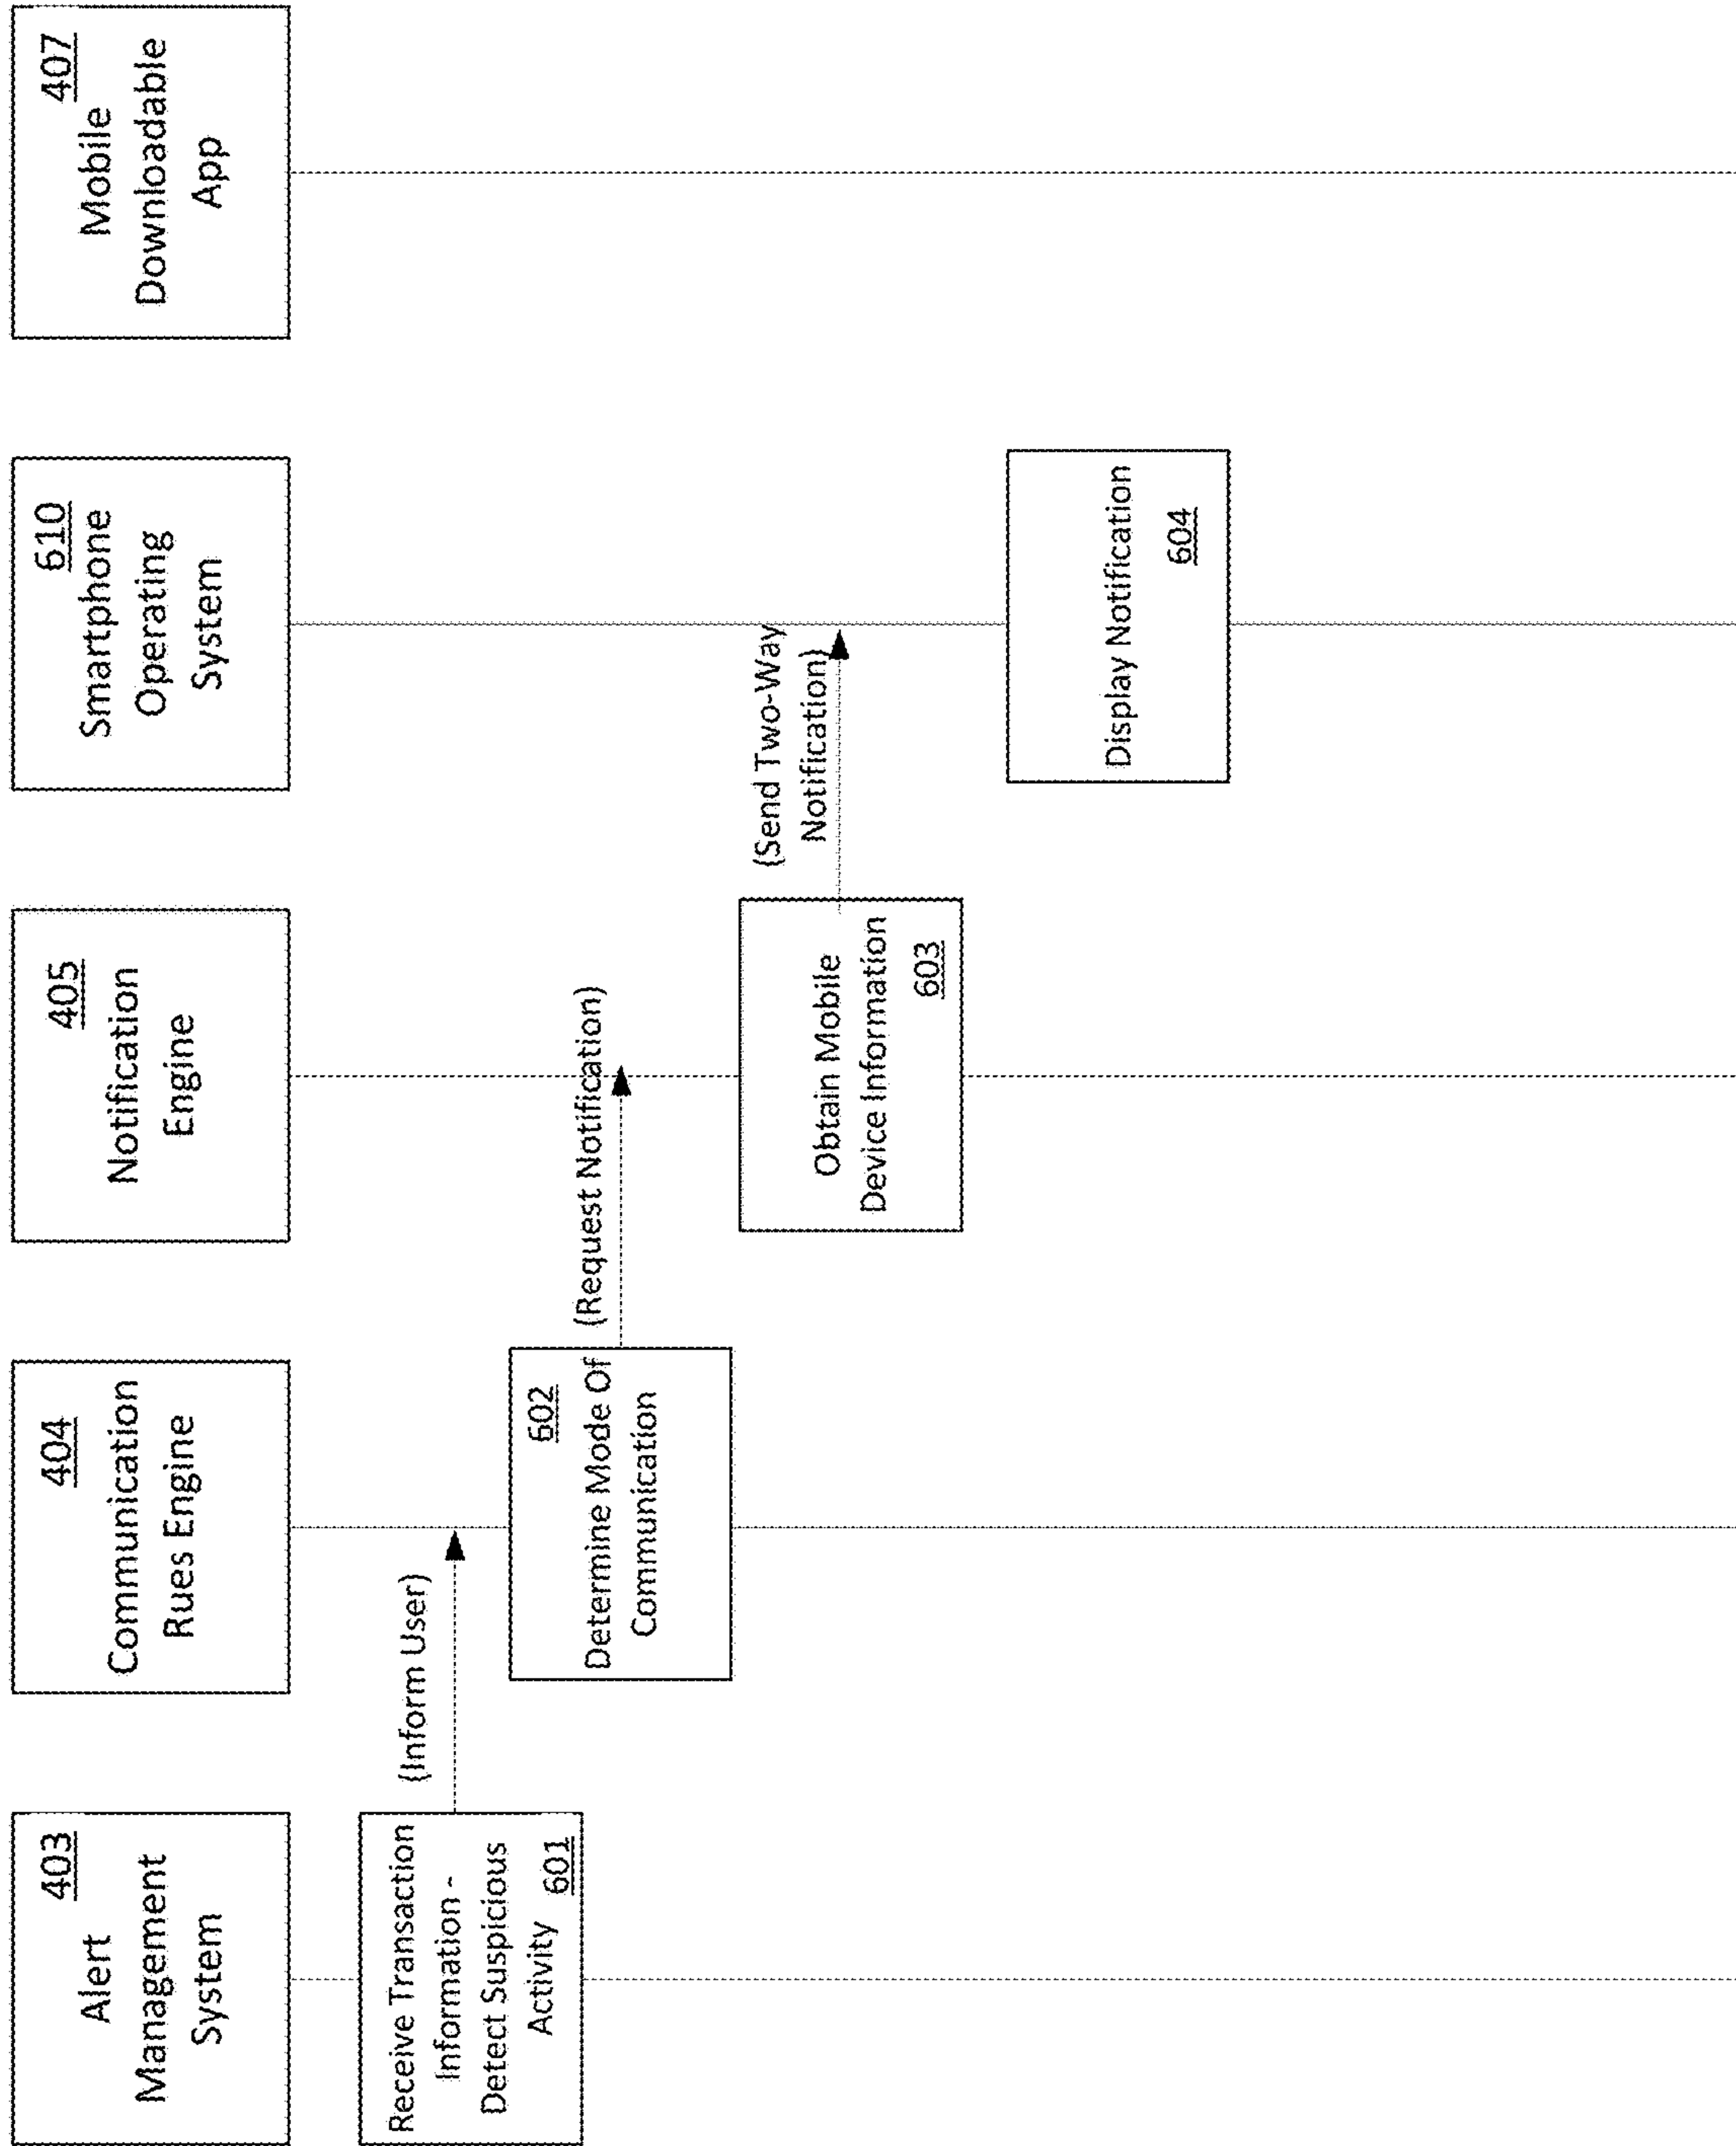 403
Alert
Management
System
404
Communication
Rues Engine
405
Notification
Engine
610
Smartphone
Operating
System
407
Mobile
Downloadable
App
Receive Transaction
Information -
Detect Suspicious
Activity 601
(Inform User)
602
Determine Mode Of
Communication
(Request Notification)
Obtain Mobile
Device Information
603
(Send Two-Way
Notification)
Display Notification
604